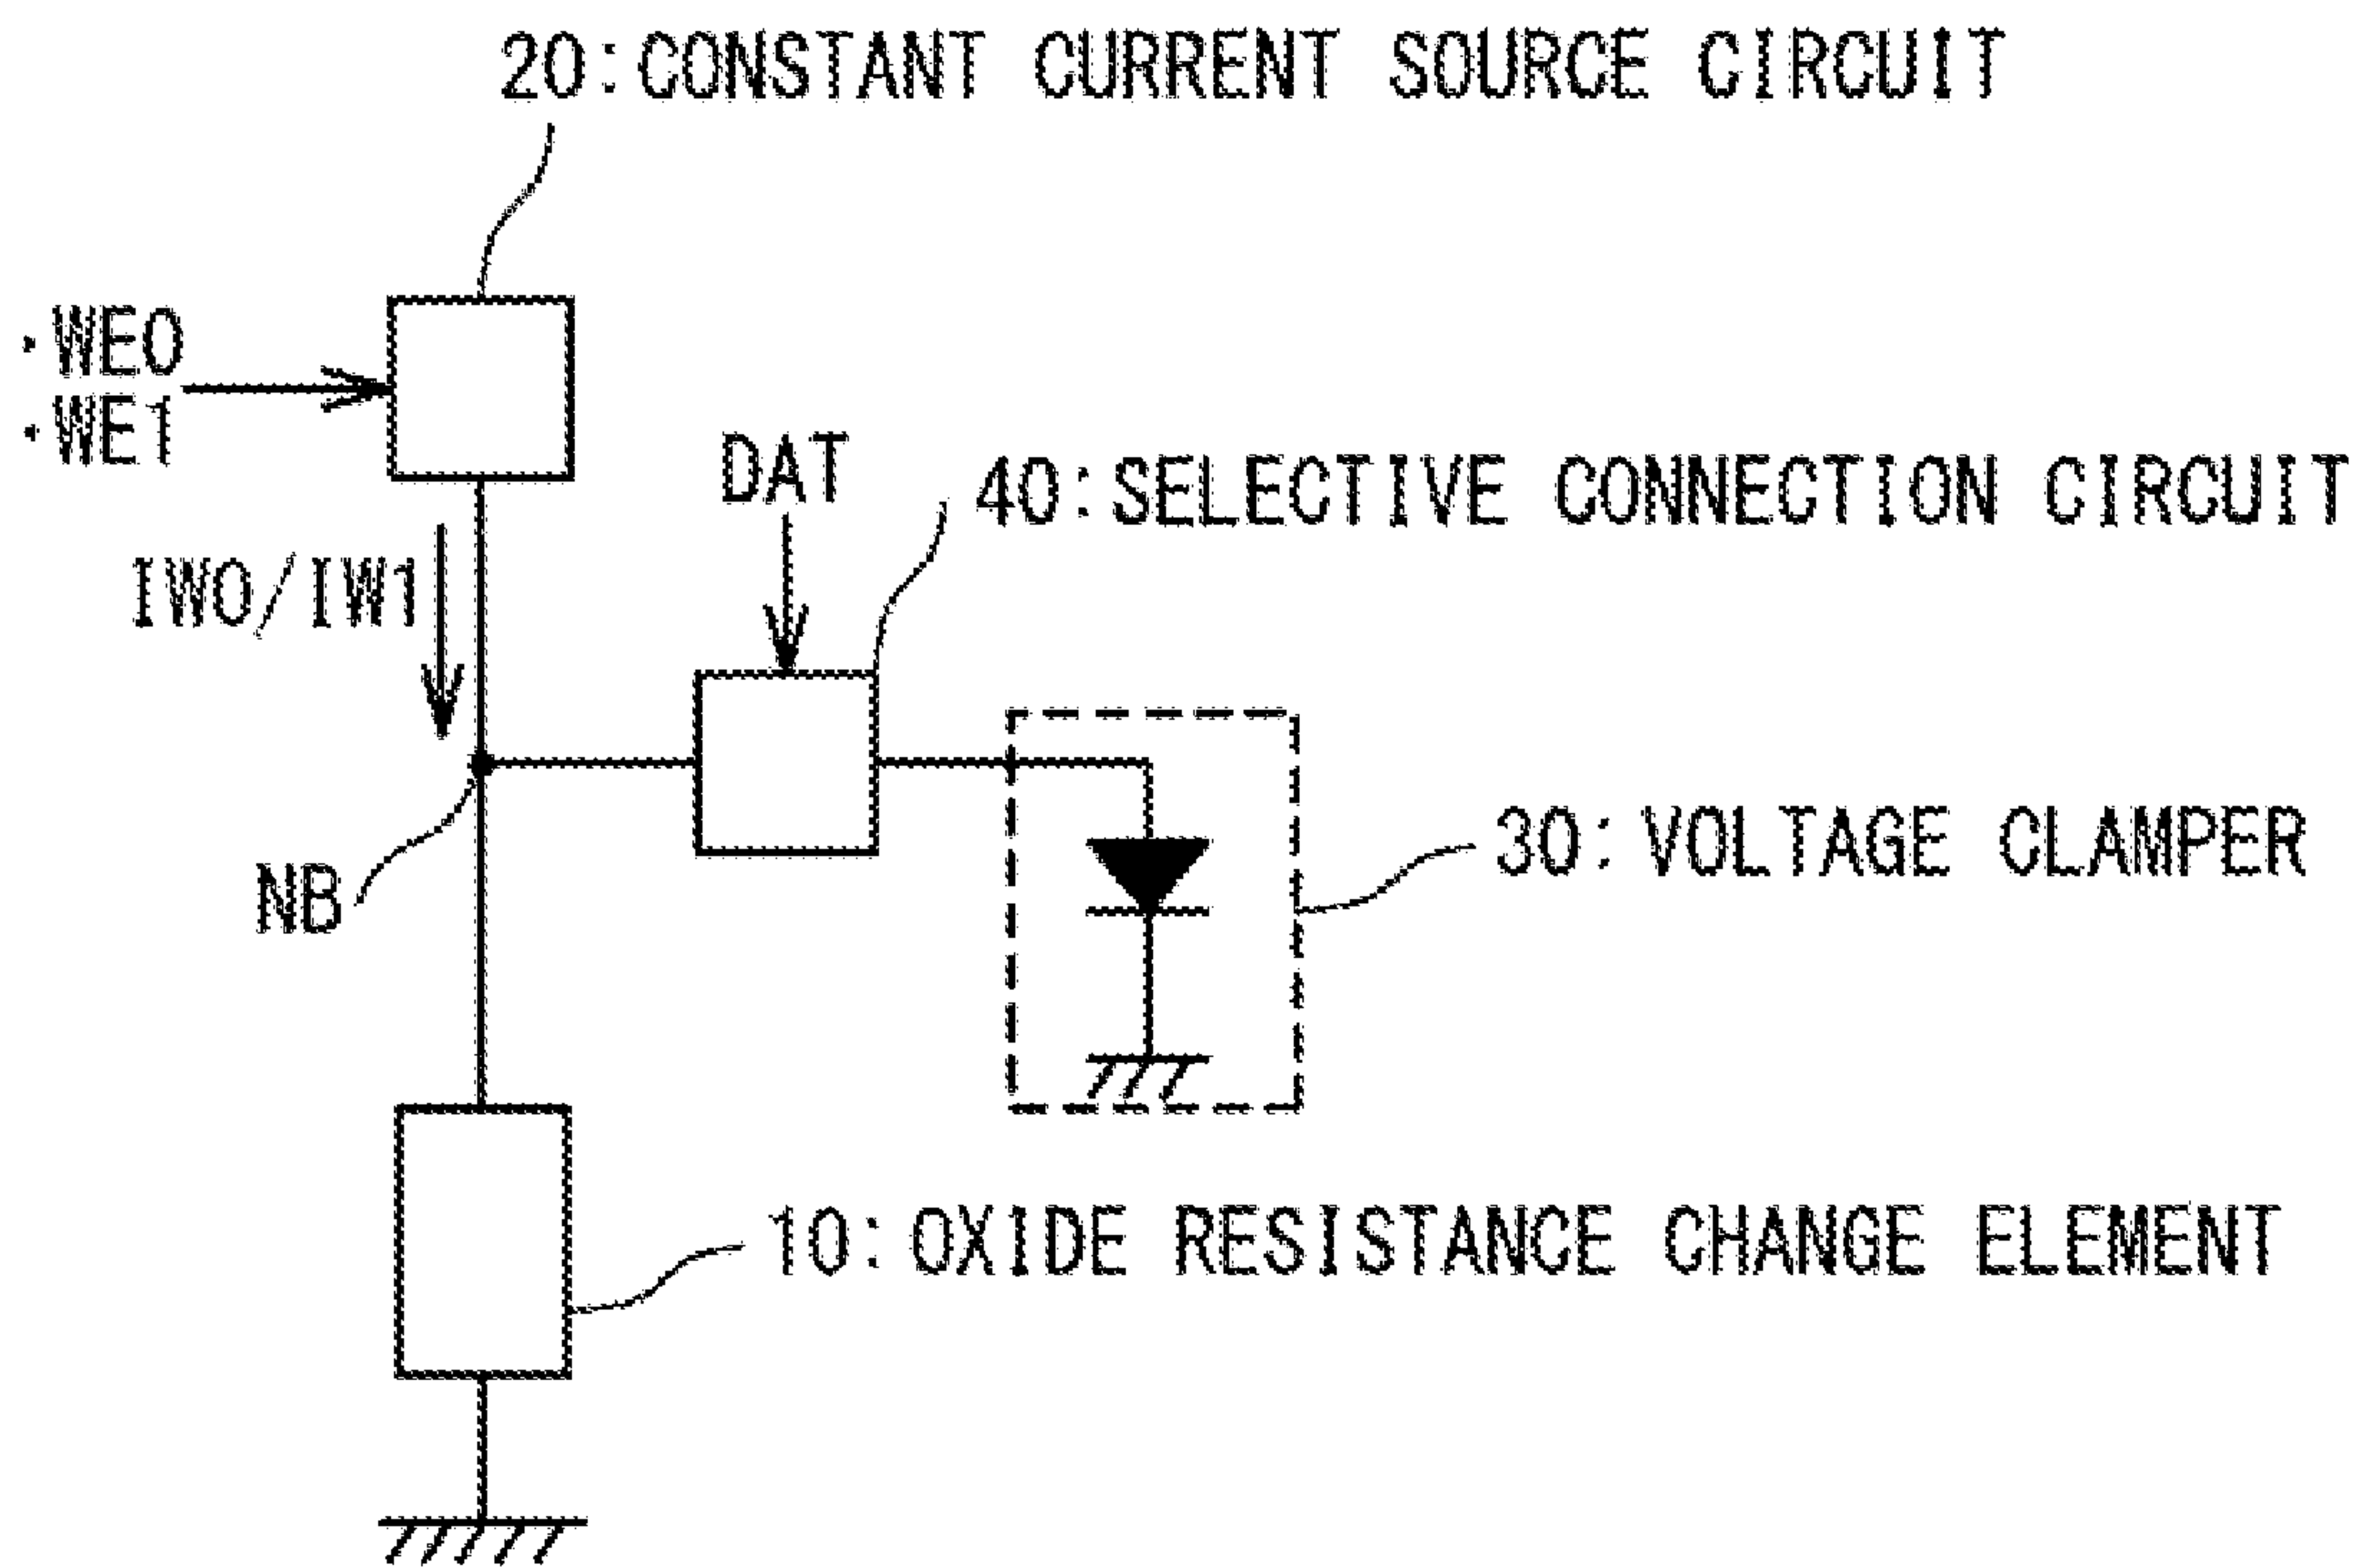 20:CONSTANT CURRENT SOURCE CIRCUIT
・WE0
・WE1
DAT
40:SELECTIVE CONNECTION CIRCUIT
IW0/IW1
30:VOLTAGE CLAMPER
NB
10:OXIDE RESISTANCE CHANGE ELEMENT